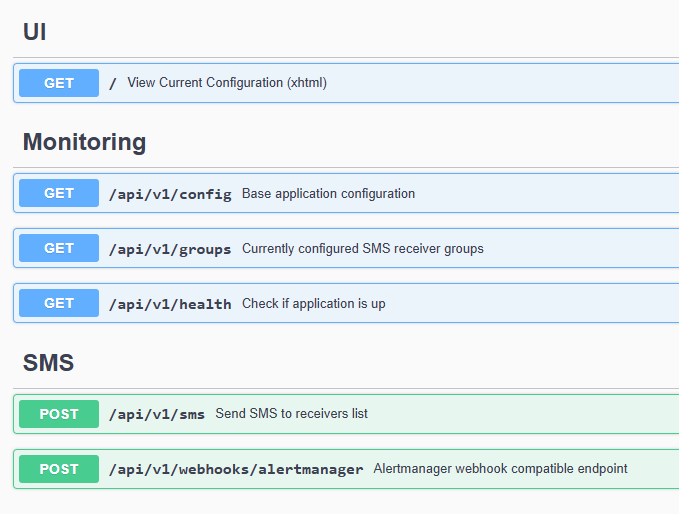 UI
GET / View Current Configuration (xhtml)
Monitoring
GET /api/v1/config Base application configuration
GET /api/v1/groups Currently configured SMS receiver groups
GET /api/v1/health Check if application is up
SMS
POST /api/v1/sms Send SMS to receivers list
POST /api/v1/webhooks/alertmanager Alertmanager webhook compatible endpoint